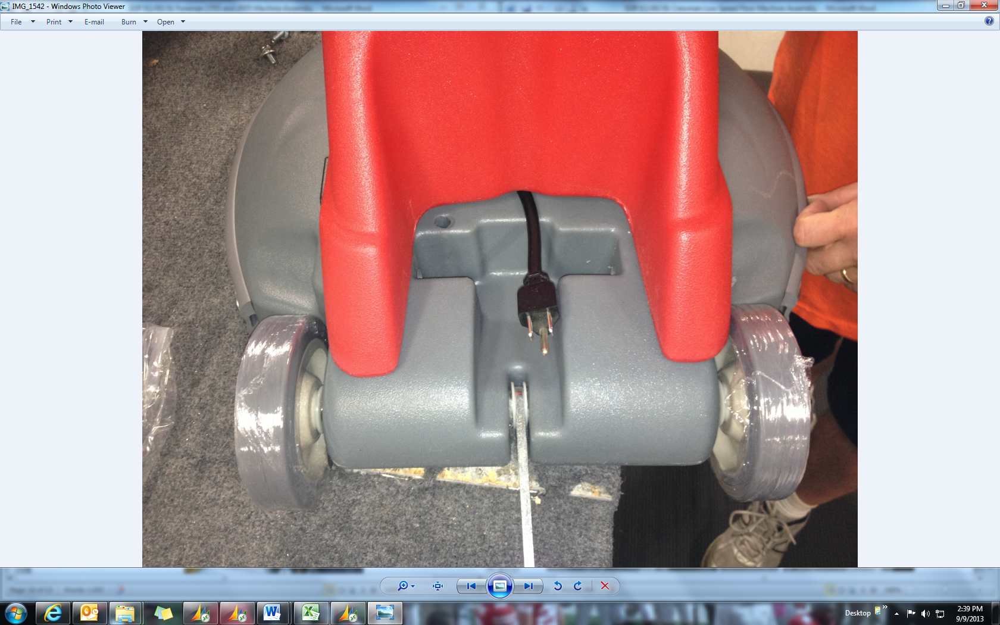 IMG_1542 - Windows Photo Viewer
File Print E-mail Burn Open
Desktop
2:39 PM
9/9/2013